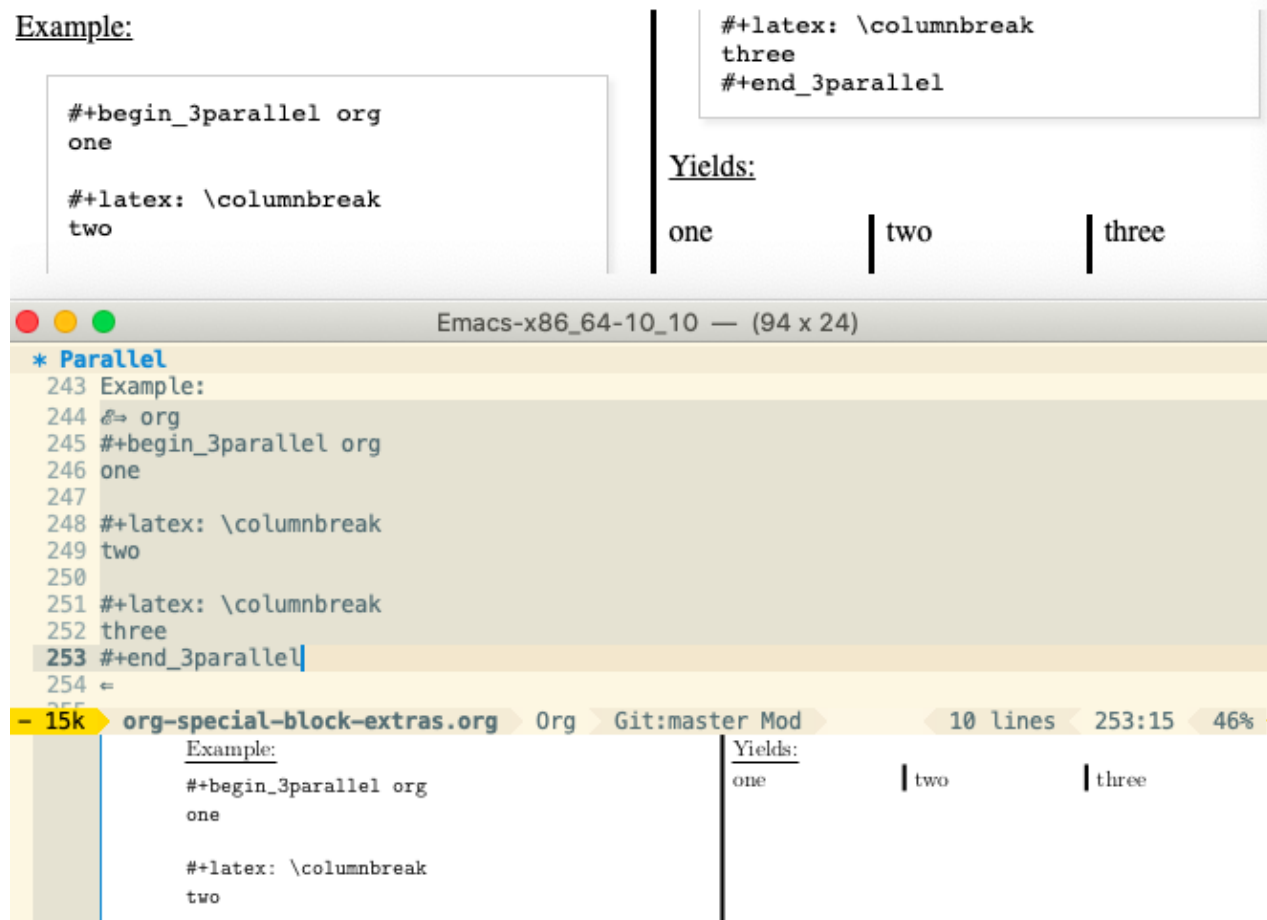 Example:
#+begin_3parallel org
one
#+latex: \columnbreak
two
#+latex: \columnbreak
three
#+end_3parallel
Yields:
one two three
Emacs-x86_64-10_10 — (94 x 24)
* Parallel
243 Example:
244 ℰ⇒ org
245 #+begin_3parallel org
246 one
247
248 #+latex: \columnbreak
249 two
250
251 #+latex: \columnbreak
252 three
253 #+end_3parallel
254 ⇐
255
- 15k org-special-block-extras.org Org Git:master Mod 10 lines 253:15 46%
Example:
#+begin_3parallel org
one
#+latex: \columnbreak
two
Yields:
one two three